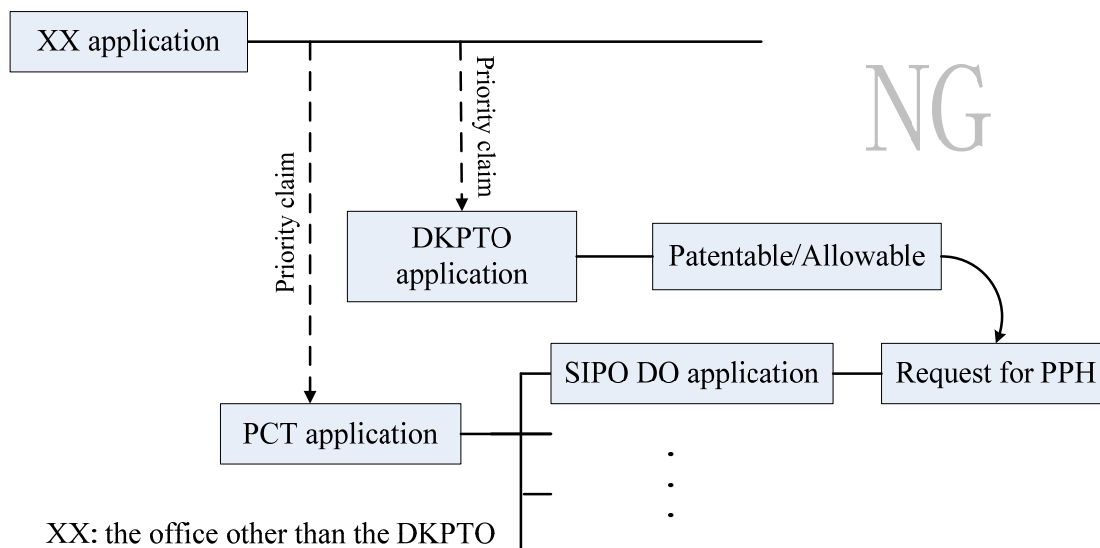 XX application
NG
Priority claim
Priority claim
DKPTO
application
Patentable/Allowable
SIPO DO application
Request for PPH
PCT application
XX: the office other than the DKPTO